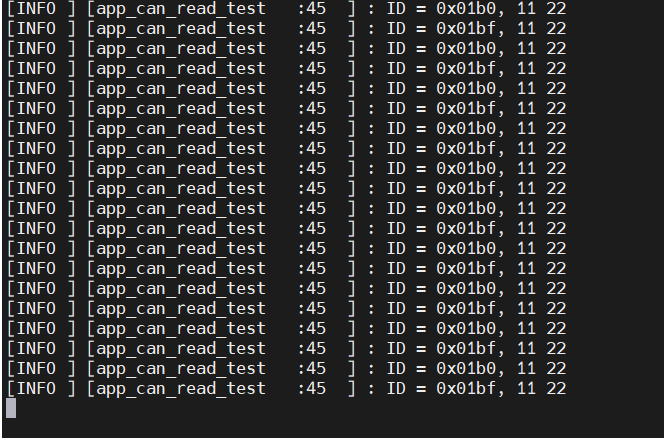 [INFO ] [app_can_read_test   :45  ] : ID = 0x01b0, 11 22
[INFO ] [app_can_read_test   :45  ] : ID = 0x01bf, 11 22
[INFO ] [app_can_read_test   :45  ] : ID = 0x01b0, 11 22
[INFO ] [app_can_read_test   :45  ] : ID = 0x01bf, 11 22
[INFO ] [app_can_read_test   :45  ] : ID = 0x01b0, 11 22
[INFO ] [app_can_read_test   :45  ] : ID = 0x01bf, 11 22
[INFO ] [app_can_read_test   :45  ] : ID = 0x01b0, 11 22
[INFO ] [app_can_read_test   :45  ] : ID = 0x01bf, 11 22
[INFO ] [app_can_read_test   :45  ] : ID = 0x01b0, 11 22
[INFO ] [app_can_read_test   :45  ] : ID = 0x01bf, 11 22
[INFO ] [app_can_read_test   :45  ] : ID = 0x01b0, 11 22
[INFO ] [app_can_read_test   :45  ] : ID = 0x01bf, 11 22
[INFO ] [app_can_read_test   :45  ] : ID = 0x01b0, 11 22
[INFO ] [app_can_read_test   :45  ] : ID = 0x01bf, 11 22
[INFO ] [app_can_read_test   :45  ] : ID = 0x01b0, 11 22
[INFO ] [app_can_read_test   :45  ] : ID = 0x01bf, 11 22
[INFO ] [app_can_read_test   :45  ] : ID = 0x01b0, 11 22
[INFO ] [app_can_read_test   :45  ] : ID = 0x01bf, 11 22
[INFO ] [app_can_read_test   :45  ] : ID = 0x01b0, 11 22
[INFO ] [app_can_read_test   :45  ] : ID = 0x01bf, 11 22